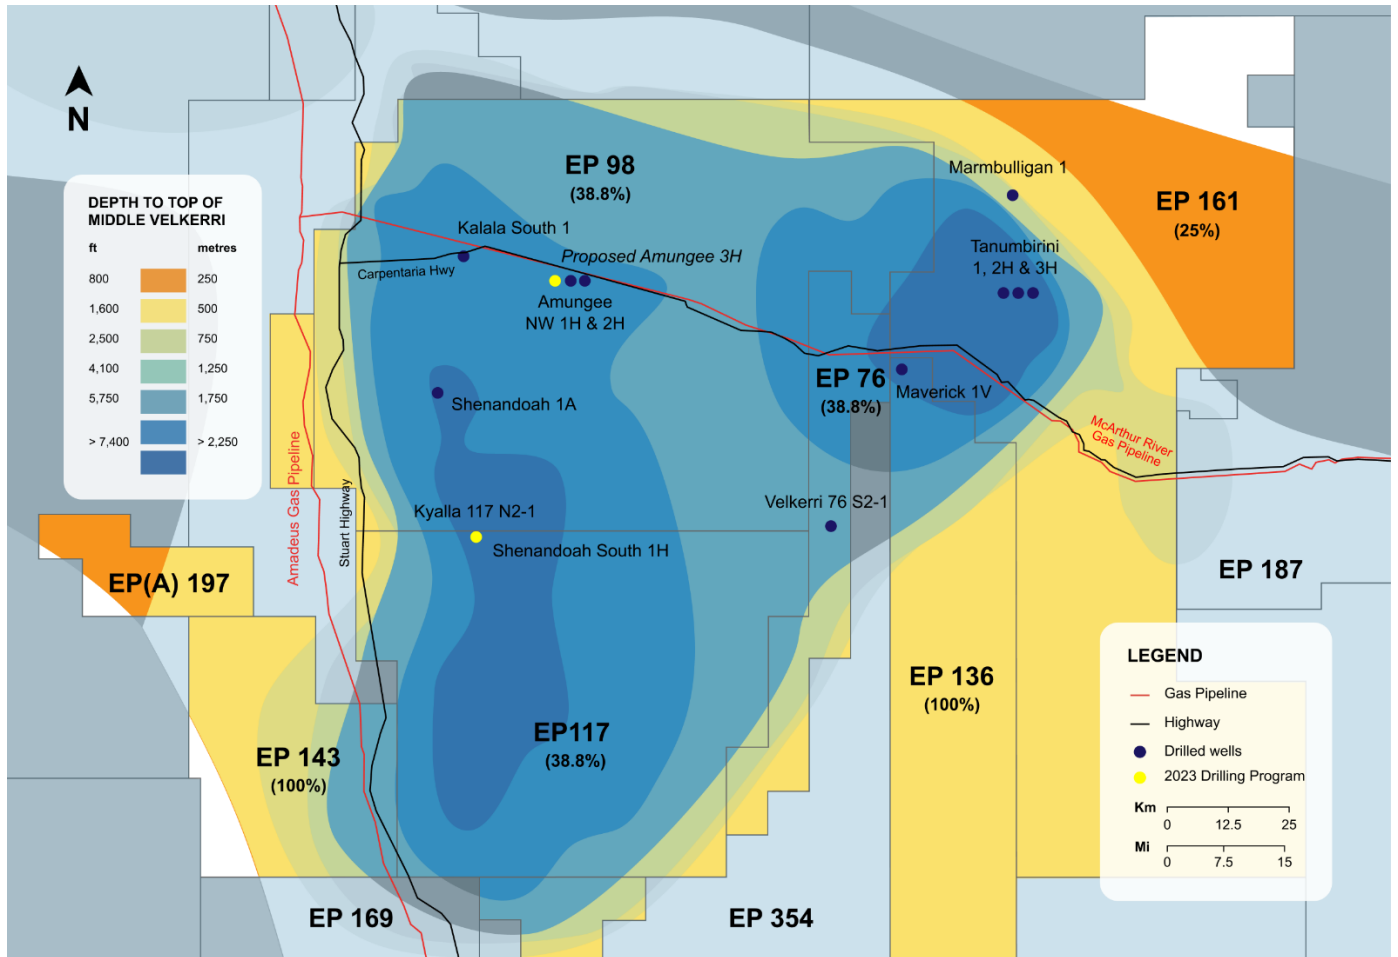 N
DEPTH TO TOP OF
MIDDLE VELKERRI
ft metres
800 250
1,600 500
2,500 750
4,100 1,250
5,750 1,750
> 7,400 > 2,250
EP 98
(38.8%)
Marmbulligan 1
EP 161
(25%)
Kalala South 1
Carpentaria Hwy
Proposed Amungee 3H
Amungee
NW 1H & 2H
Tanumbirini
1, 2H & 3H
EP 76
(38.8%)
Maverick 1V
Shenandoah 1A
McArthur River
Gas Pipeline
Amadeus Gas Pipeline
Stuart Highway
Kyalla 117 N2-1
Shenandoah South 1H
Velkerri 76 S2-1
EP(A) 197
EP 187
EP 136
(100%)
EP117
(38.8%)
EP 143
(100%)
EP 169
EP 354
LEGEND
Gas Pipeline
Highway
Drilled wells
2023 Drilling Program
Km
0 12.5 25
Mi
0 7.5 15